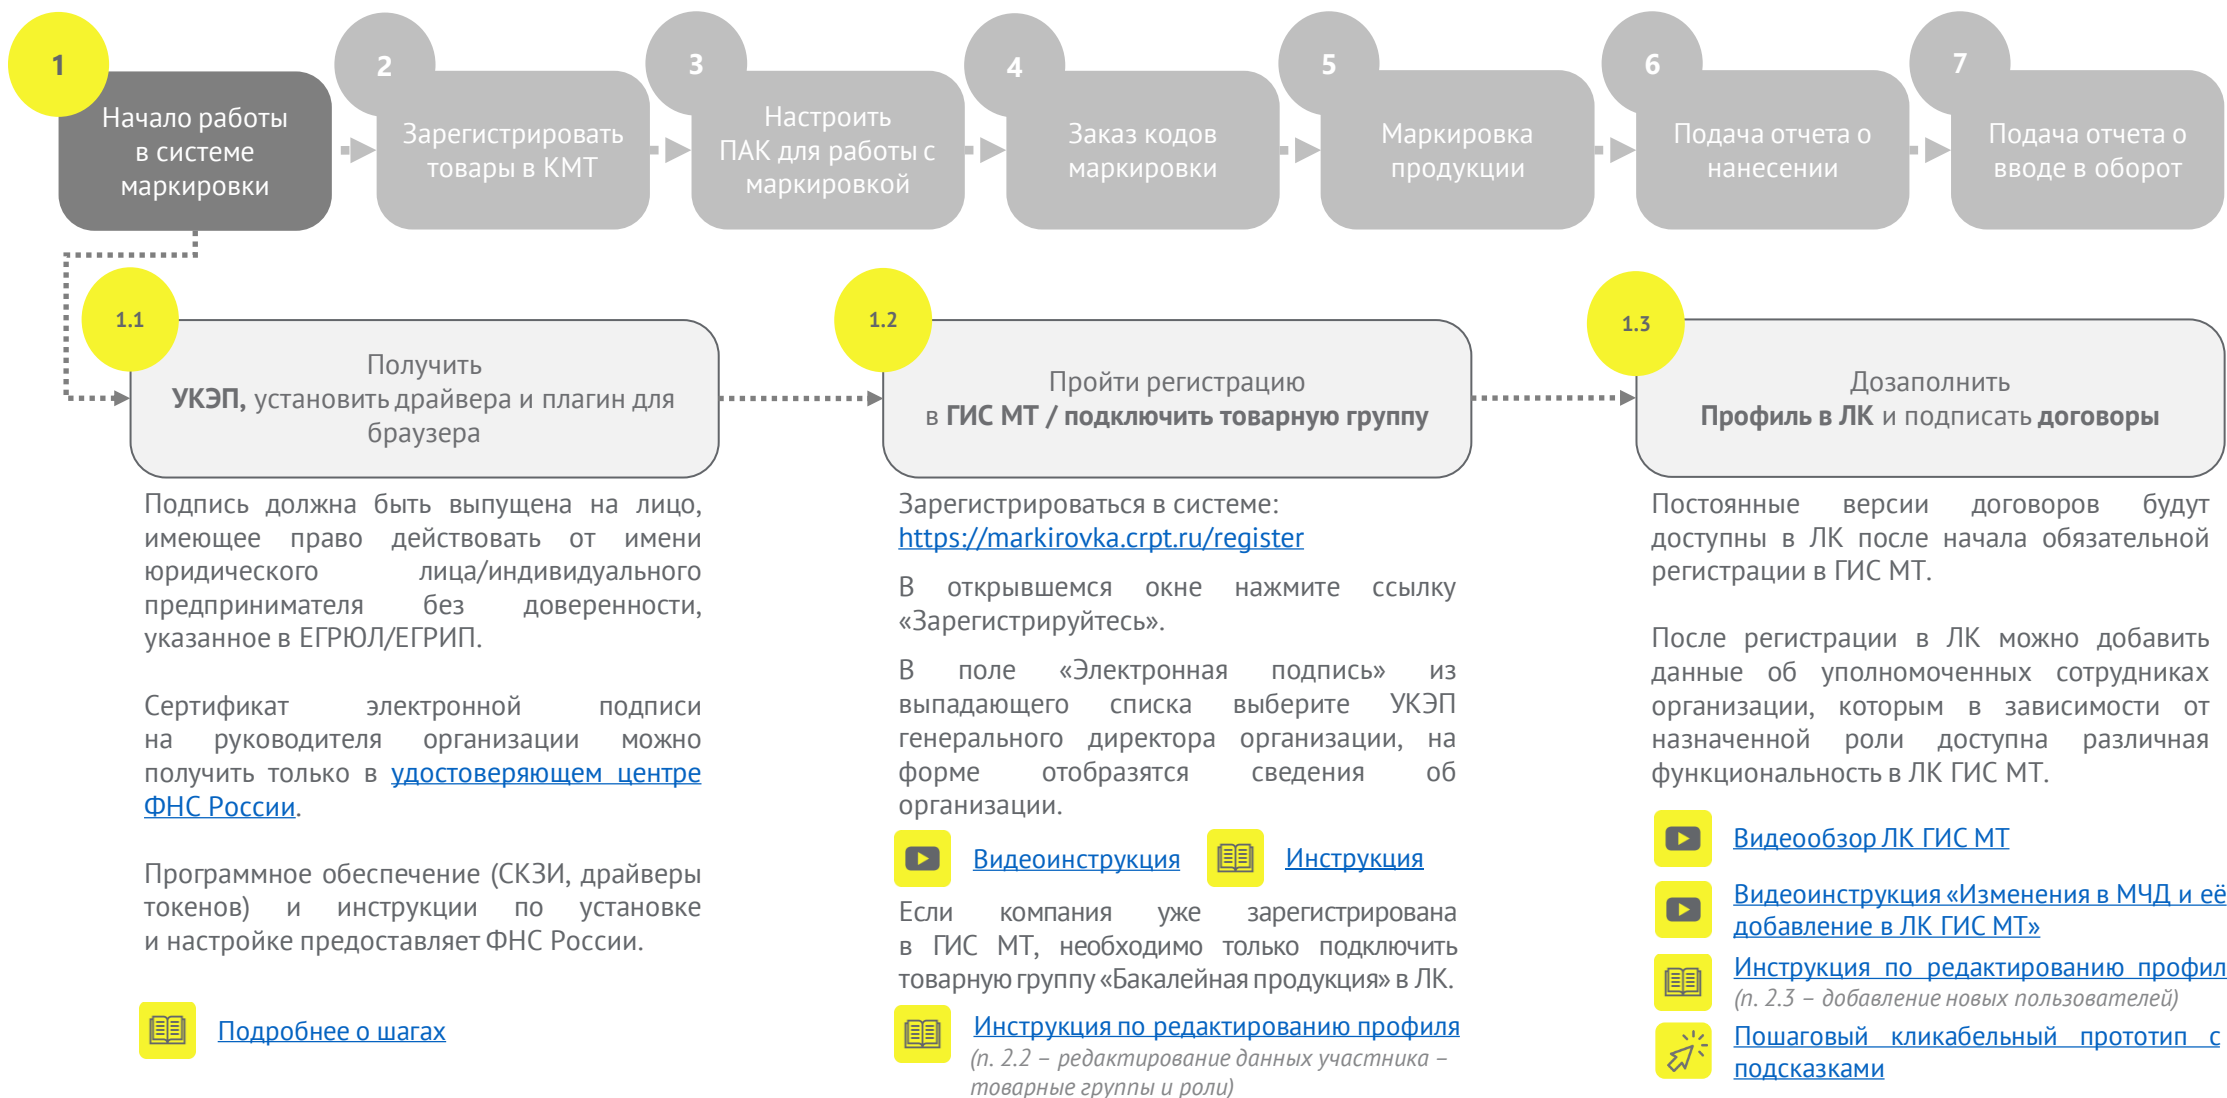 1
Начало работы
в системе
маркировки
2
Зарегистрировать
товары в КМТ
3
Настроить
ПАК для работы с
маркировкой
4
Заказ кодов
маркировки
5
Маркировка
продукции
6
Подача отчета о
нанесении
7
Подача отчета о
вводе в оборот
1.1
Получить
УКЭП, установить драйвера и плагин для
браузера
Подпись должна быть выпущена на лицо,
имеющее право действовать от имени
юридического лица/индивидуального
предпринимателя без доверенности,
указанное в ЕГРЮЛ/ЕГРИП.
Сертификат электронной подписи
на руководителя организации можно
получить только в удостоверяющем центре
ФНС России.
Программное обеспечение (СКЗИ, драйверы
токенов) и инструкции по установке
и настройке предоставляет ФНС России.
Подробнее о шагах
1.2
Пройти регистрацию
в ГИС МТ / подключить товарную группу
Зарегистрироваться в системе:
https://markirovka.crpt.ru/register
В открывшемся окне нажмите ссылку
«Зарегистрируйтесь».
В поле «Электронная подпись» из
выпадающего списка выберите УКЭП
генерального директора организации, на
форме отобразятся сведения об
организации.
Видеоинструкция
Инструкция
Если компания уже зарегистрирована
в ГИС МТ, необходимо только подключить
товарную группу «Бакалейная продукция» в ЛК.
Инструкция по редактированию профиля
(п. 2.2 – редактирование данных участника –
товарные группы и роли)
1.3
Дозаполнить
Профиль в ЛК и подписать договоры
Постоянные версии договоров будут
доступны в ЛК после начала обязательной
регистрации в ГИС МТ.
После регистрации в ЛК можно добавить
данные об уполномоченных сотрудниках
организации, которым в зависимости от
назначенной роли доступна различная
функциональность в ЛК ГИС МТ.
Видеообзор ЛК ГИС МТ
Видеоинструкция «Изменения в МЧД и её
добавление в ЛК ГИС МТ»
Инструкция по редактированию профил
(п. 2.3 – добавление новых пользователей)
Пошаговый кликабельный прототип с
подсказками